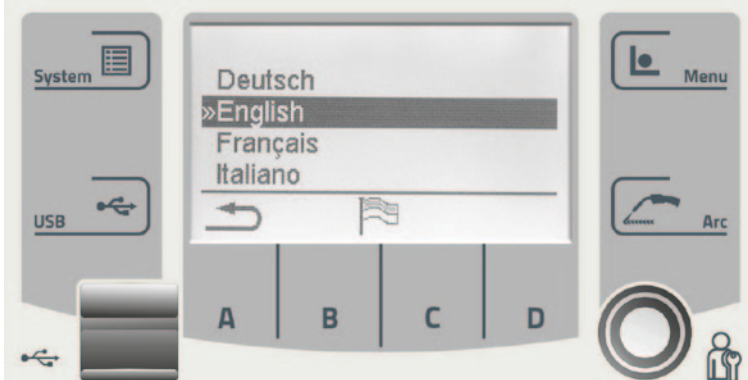 System
Deutsch
»English
Français
Italiano
Menu
USB
Arc
A B C D